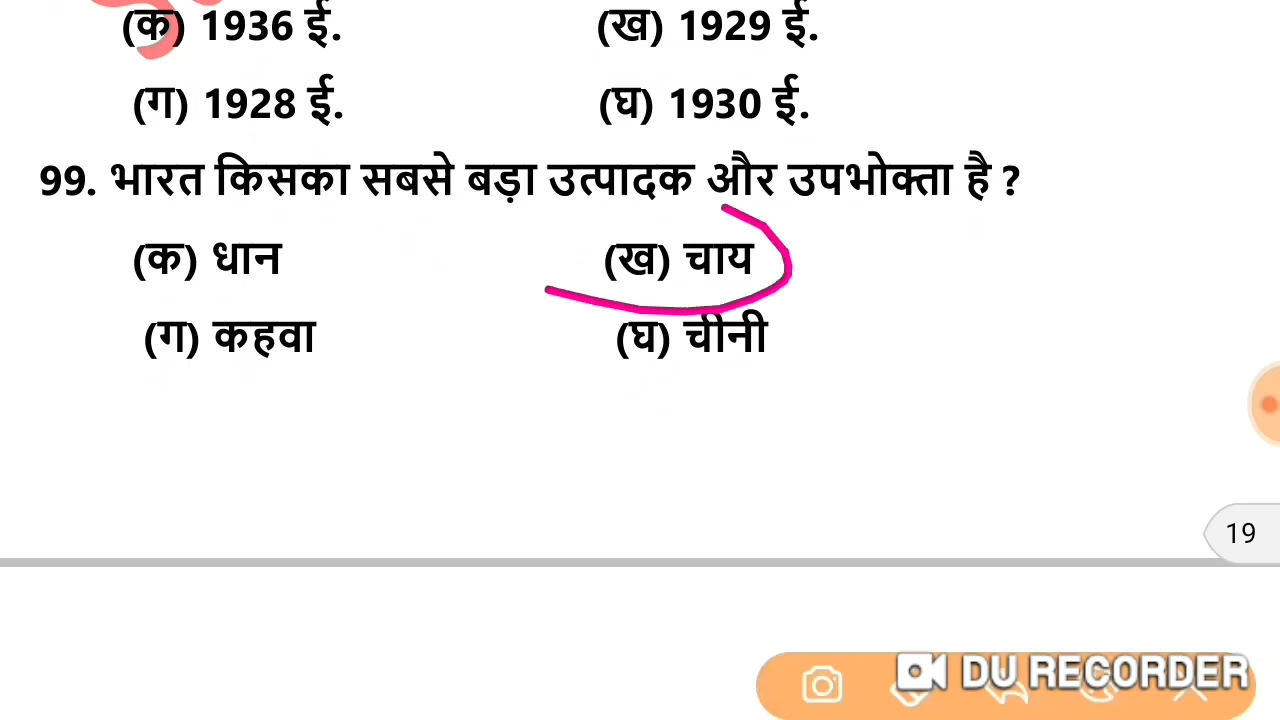 (क) 1936 ई. (ख) 1929 ई.
(ग) 1928 ई. (घ) 1930 ई.
99. भारत किसका सबसे बड़ा उत्पादक और उपभोक्ता है ?
(क) धान (ख) चाय
(ग) कहवा (घ) चीनी
19
DU RECORDER